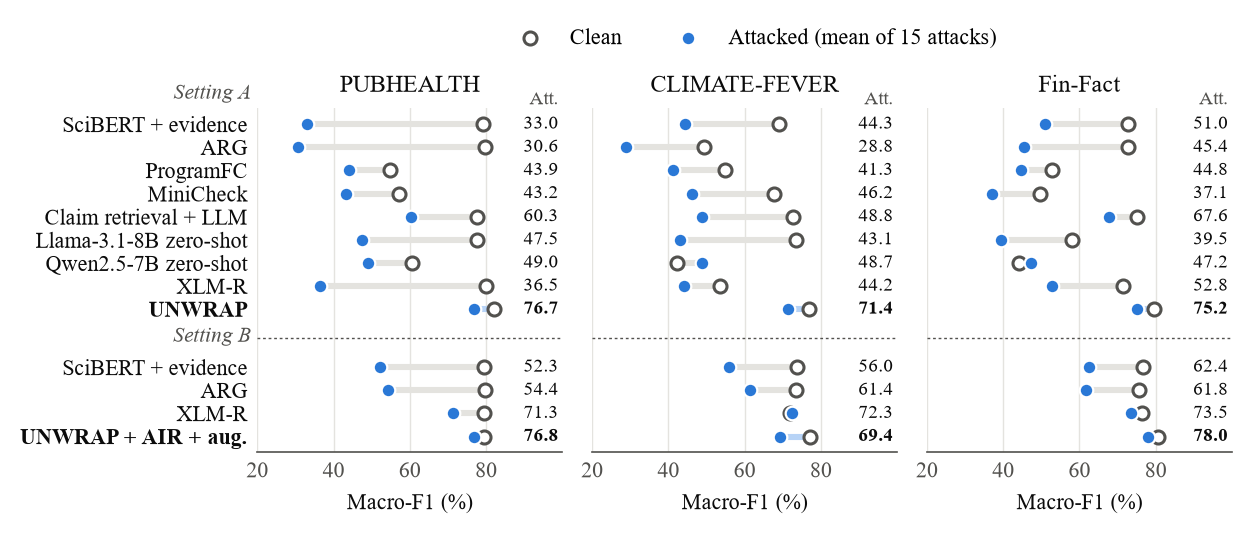 Clean Attacked (mean of 15 attacks)
Setting A PUBHEALTH Att. CLIMATE-FEVER Att. Fin-Fact Att.
SciBERT + evidence 33.0 44.3 51.0
ARG 30.6 28.8 45.4
ProgramFC 43.9 41.3 44.8
MiniCheck 43.2 46.2 37.1
Claim retrieval + LLM 60.3 48.8 67.6
Llama-3.1-8B zero-shot 47.5 43.1 39.5
Qwen2.5-7B zero-shot 49.0 48.7 47.2
XLM-R 36.5 44.2 52.8
UNWRAP 76.7 71.4 75.2
Setting B
SciBERT + evidence 52.3 56.0 62.4
ARG 54.4 61.4 61.8
XLM-R 71.3 72.3 73.5
UNWRAP + AIR + aug. 76.8 69.4 78.0
20 40 60 80 20 40 60 80 20 40 60 80
Macro-F1 (%) Macro-F1 (%) Macro-F1 (%)